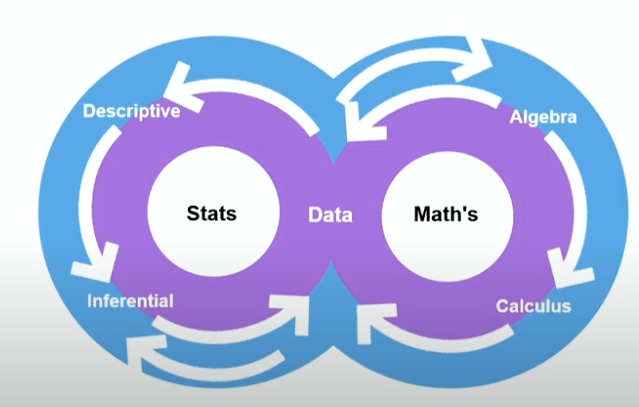 Descriptive
Algebra
Stats
Data
Math's
Inferential
Calculus